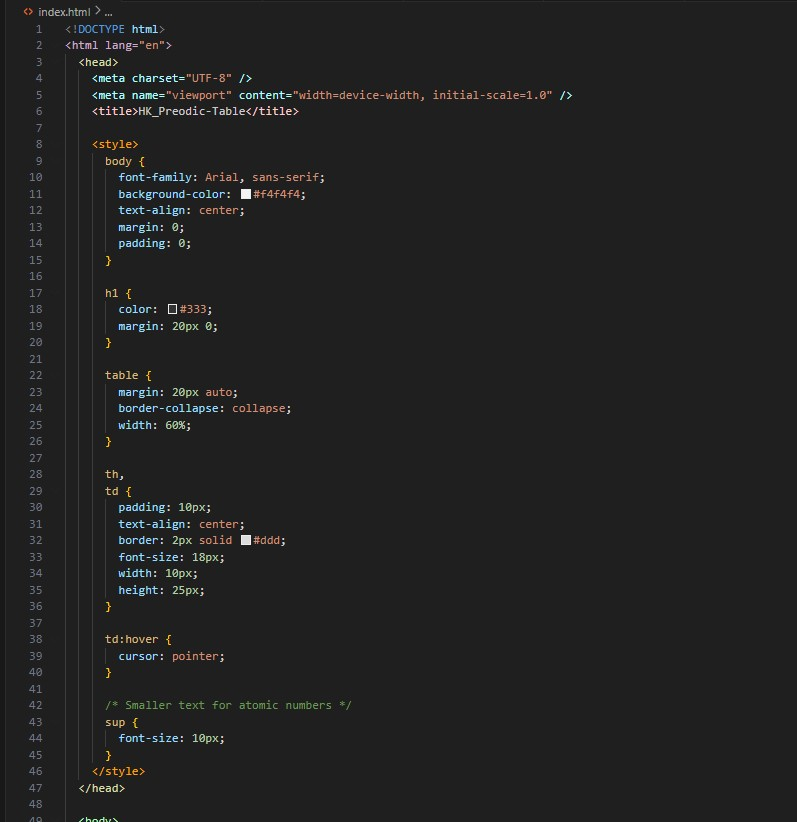 index.html > ...
1 <!DOCTYPE html>
2 <html lang="en">
3 <head>
4 <meta charset="UTF-8" />
5 <meta name="viewport" content="width=device-width, initial-scale=1.0" />
6 <title>HK_Preodic-Table</title>
7
8 <style>
9 body {
10 font-family: Arial, sans-serif;
11 background-color: #f4f4f4;
12 text-align: center;
13 margin: 0;
14 padding: 0;
15 }
16
17 h1 {
18 color: #333;
19 margin: 20px 0;
20 }
21
22 table {
23 margin: 20px auto;
24 border-collapse: collapse;
25 width: 60%;
26 }
27
28 th,
29 td {
30 padding: 10px;
31 text-align: center;
32 border: 2px solid #ddd;
33 font-size: 18px;
34 width: 10px;
35 height: 25px;
36 }
37
38 td:hover {
39 cursor: pointer;
40 }
41
42 /* Smaller text for atomic numbers */
43 sup {
44 font-size: 10px;
45 }
46 </style>
47 </head>
48
49 <body>